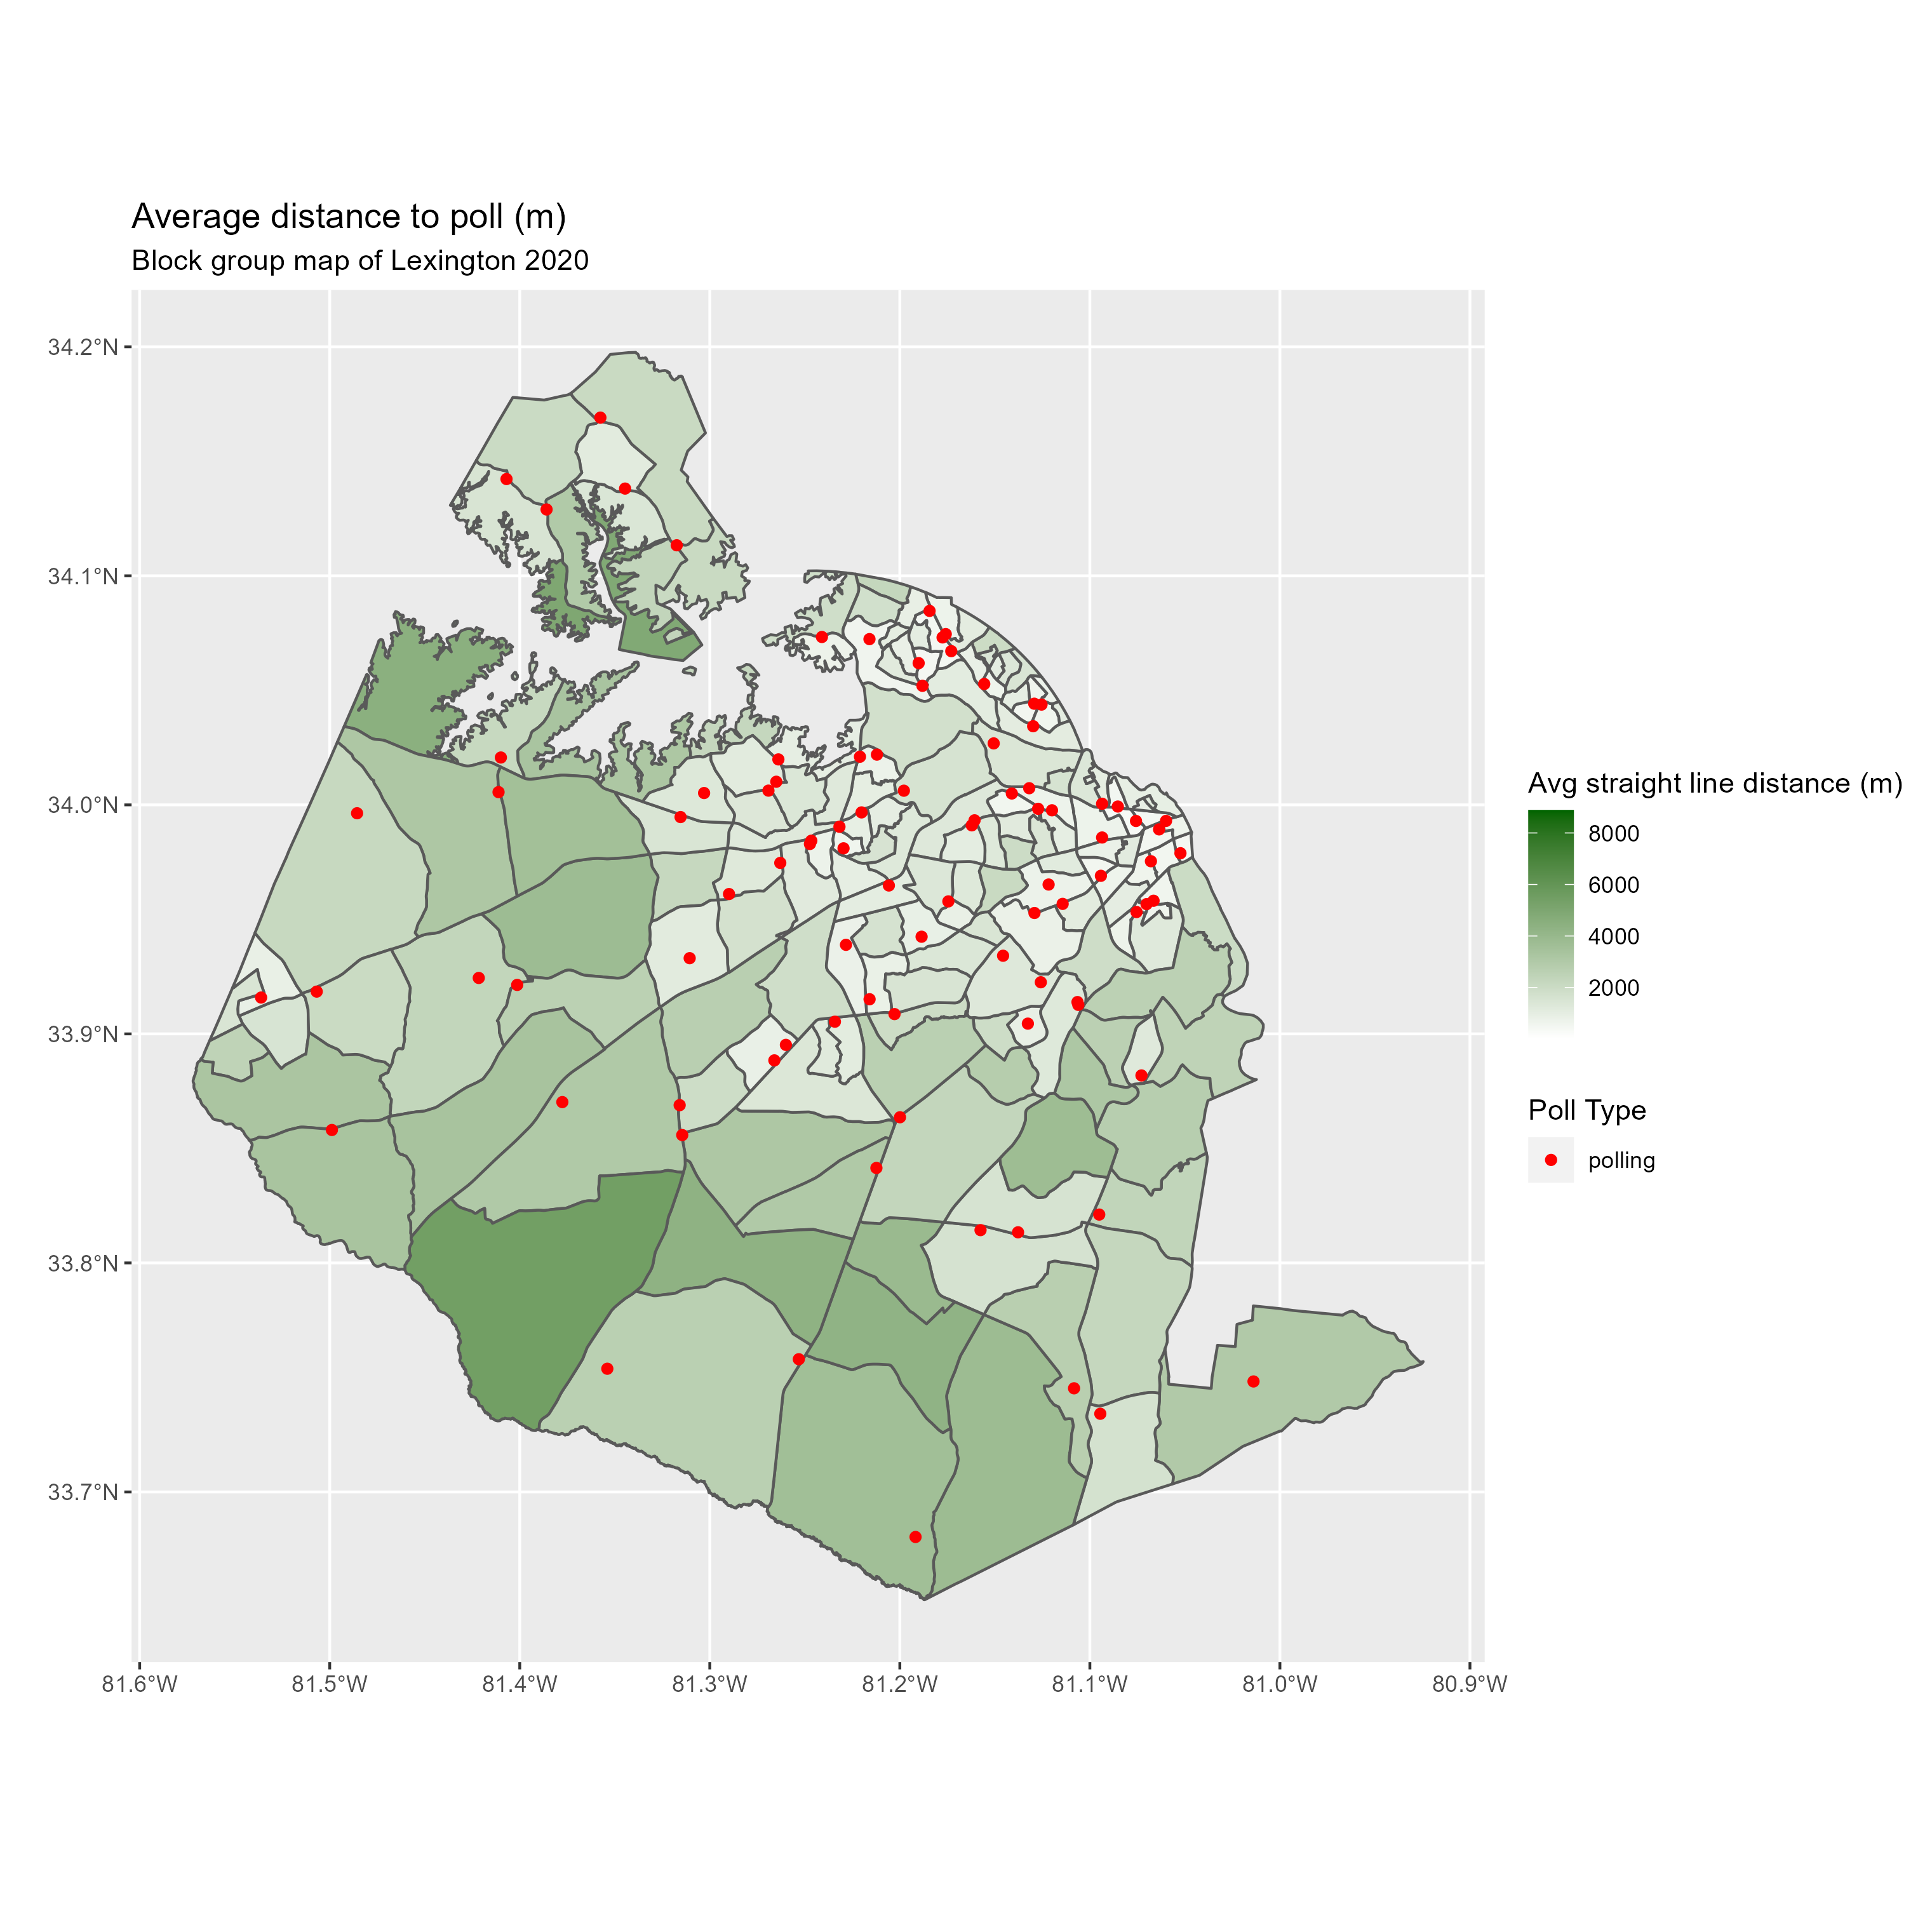 Average distance to poll (m)
Block group map of Lexington 2020
34.2°N
34.1°N
34.0°N
33.9°N
33.8°N
33.7°N
81.6°W
81.5°W
81.4°W
81.3°W
81.2°W
81.1°W
81.0°W
80.9°W
Avg straight line distance (m)
8000
6000
4000
2000
Poll Type
polling